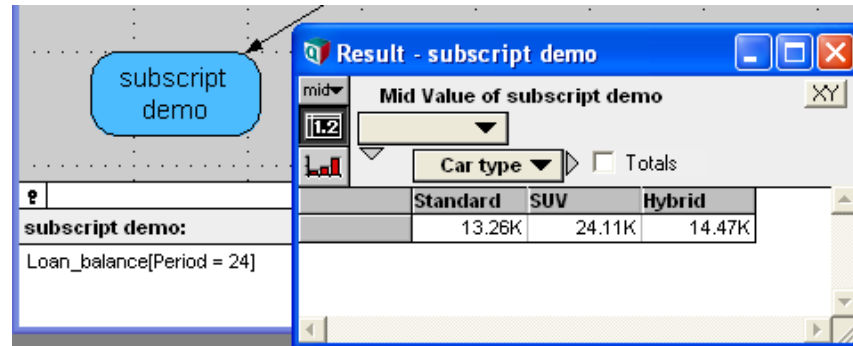 subscript
demo
subscript demo:
Loan_balance[Period = 24]
Result - subscript demo
mid
Mid Value of subscript demo
XY
1.2
Car type
Totals
Standard SUV Hybrid
13.26K 24.11K 14.47K